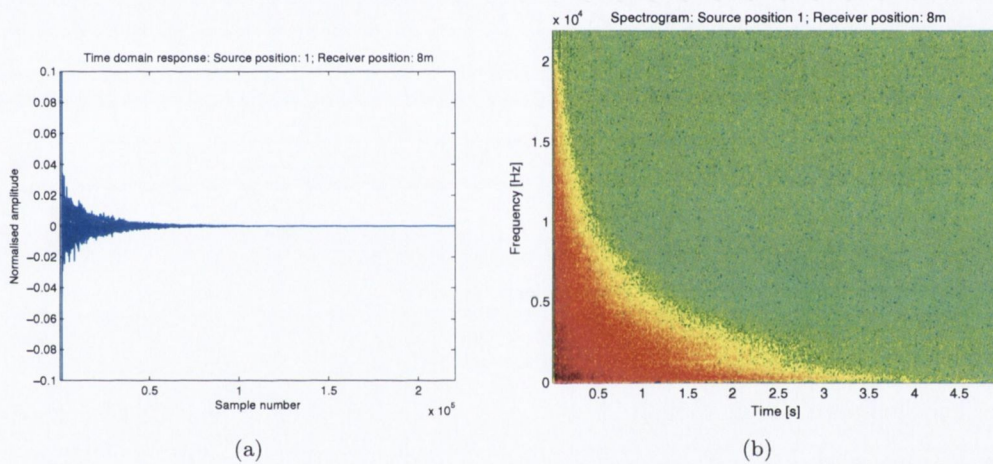 Time domain response: Source position: 1; Receiver position: 8m
0.1
0.08
0.06
0.04
0.02
0
−0.02
−0.04
−0.06
−0.08
−0.1
Normalised amplitude
0.5 1 1.5 2
x 10^5
Sample number
(a)
x 10^4
Spectrogram: Source position 1; Receiver position: 8m
2
1.5
1
0.5
0
Frequency [Hz]
0.5 1 1.5 2 2.5 3 3.5 4 4.5
Time [s]
(b)